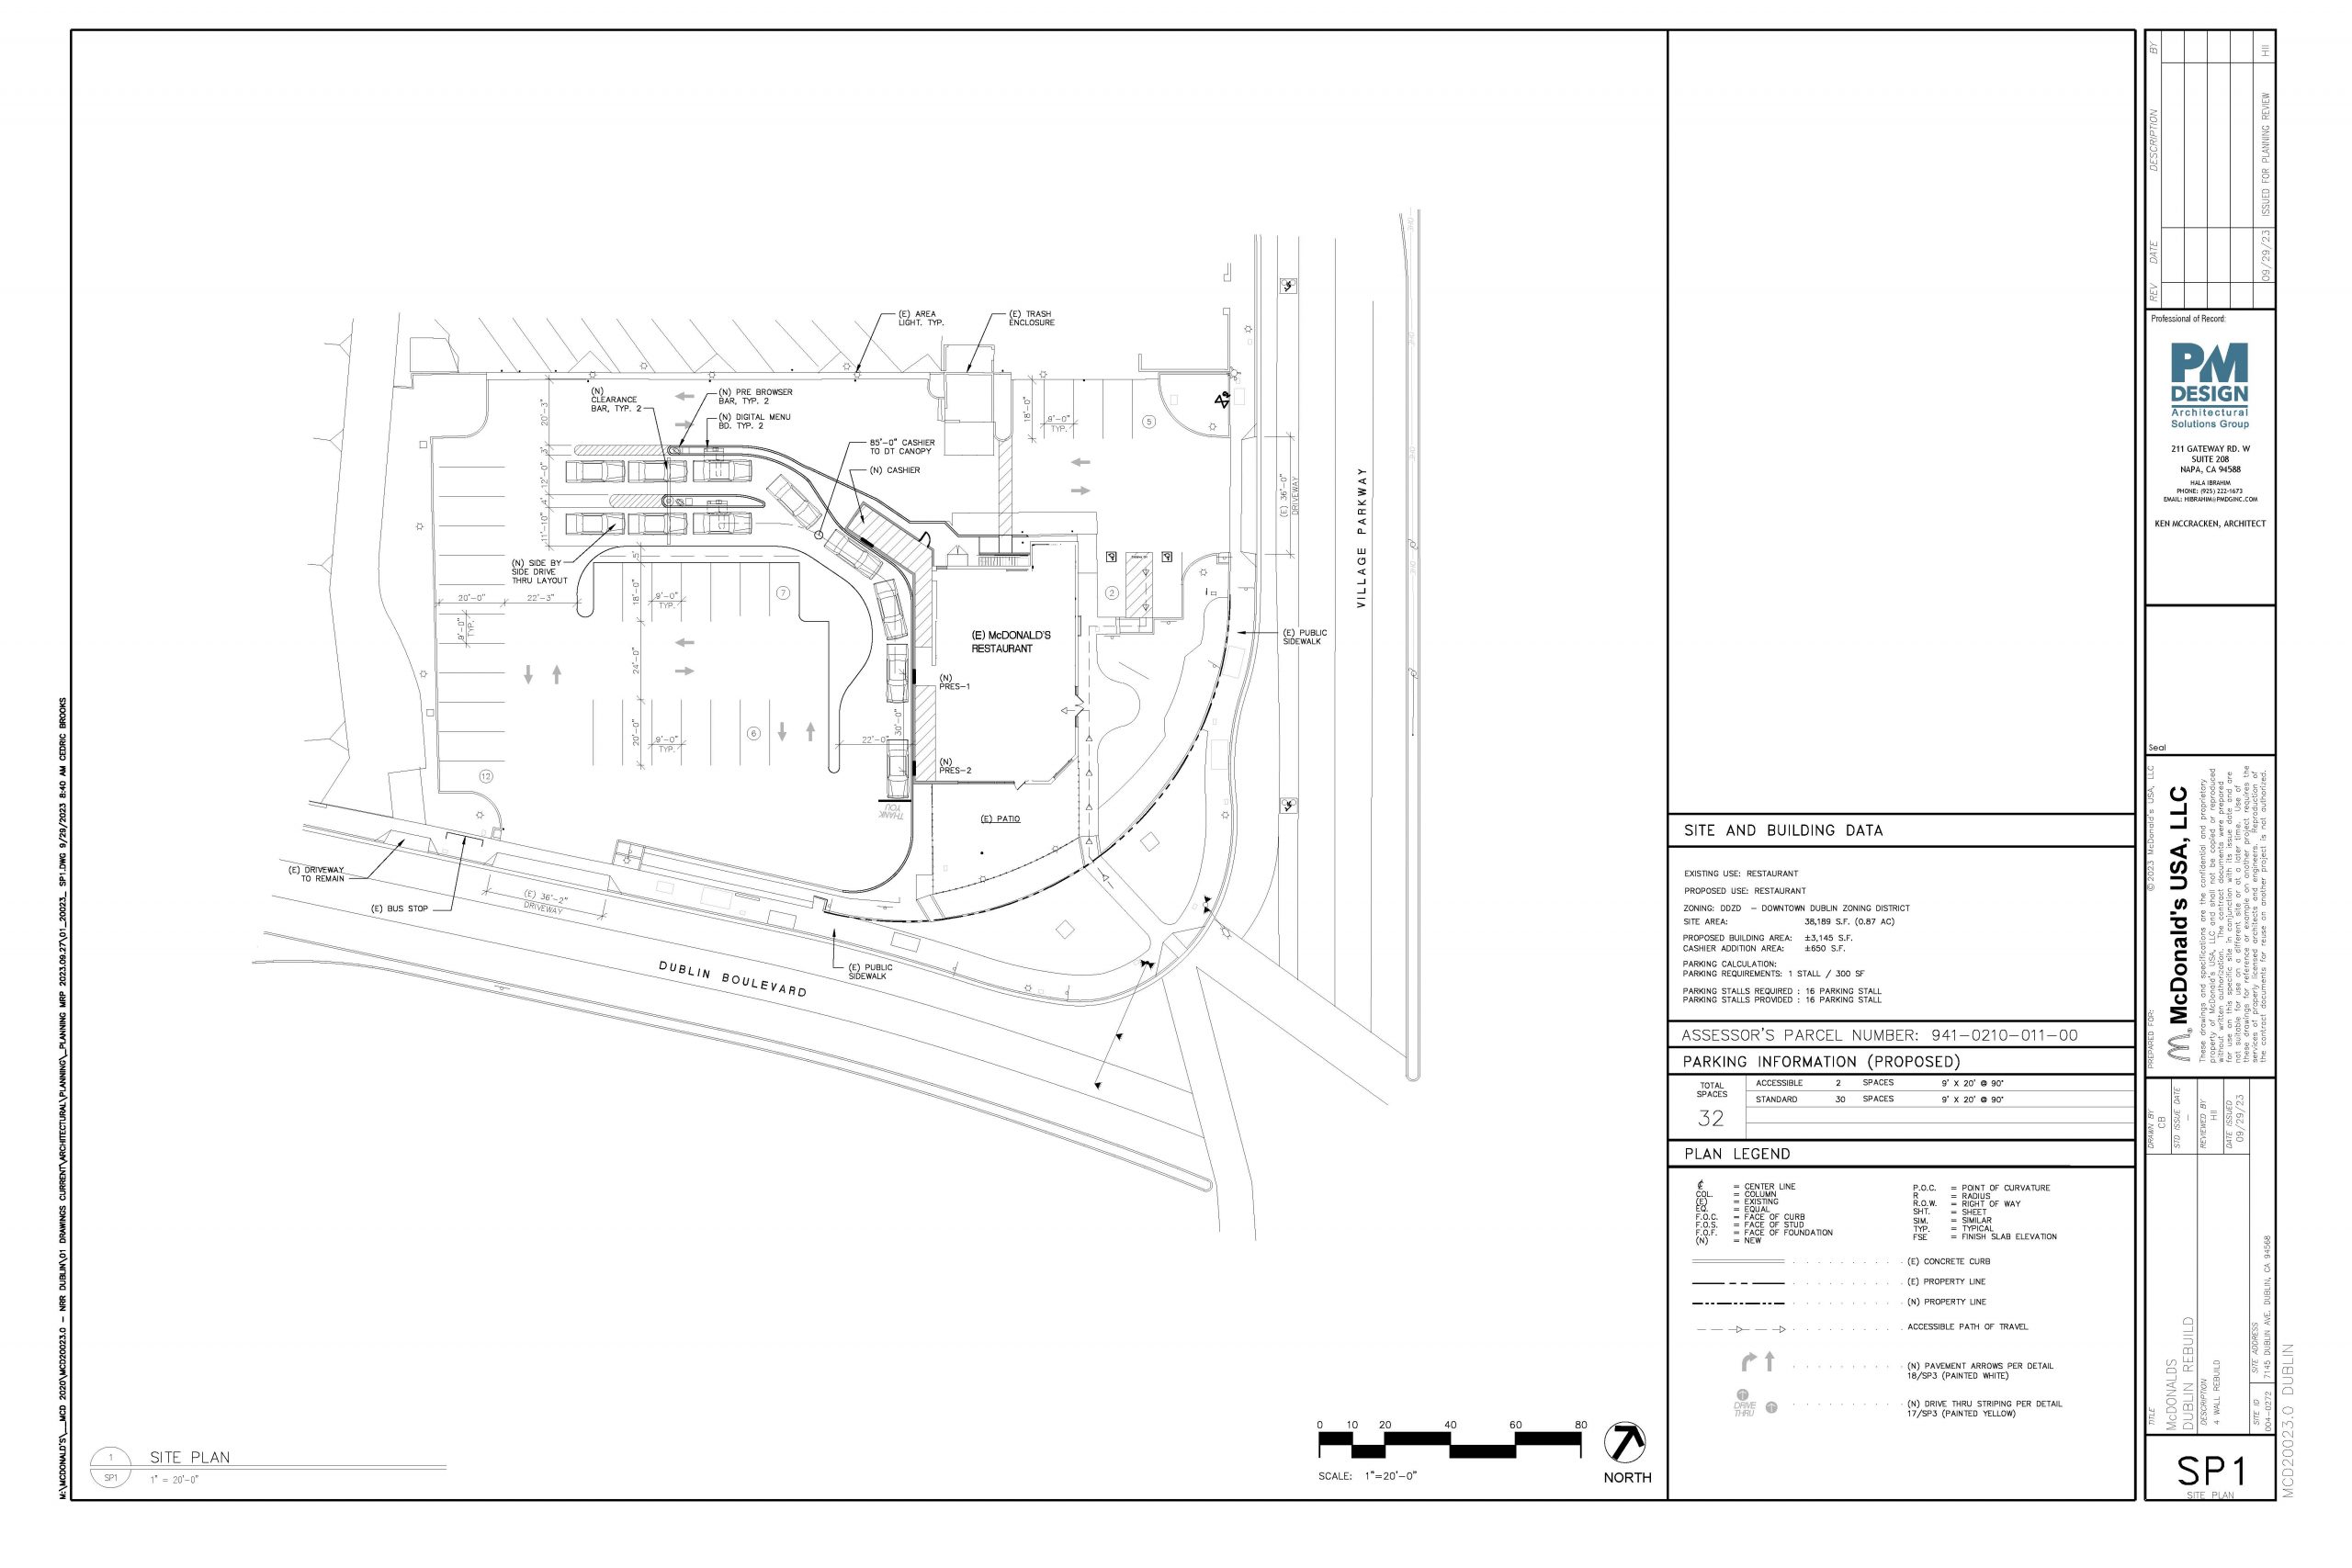 (E) AREA
LIGHT. TYP.
(E) TRASH
ENCLOSURE
(N)
CLEARANCE
BAR, TYP. 2
(N) PRE BROWSER
BAR, TYP. 2
(N) DIGITAL MENU
BD. TYP. 2
85'-0" CASHIER
TO DT CANOPY
(N) CASHIER
20'-3"
3'
12'-0"
4'
11'-10"
5'
18'-0"
9'-0"
TYP.
5
(E) 36'-0"
DRIVEWAY
VILLAGE PARKWAY
(N) SIDE BY
SIDE DRIVE
THRU LAYOUT
20'-0"
22'-3"
9'-0"
TYP.
18'-0"
9'-0"
TYP.
7
2
(E) McDONALD'S
RESTAURANT
(E) PUBLIC
SIDEWALK
24'-0"
(N)
PRES-1
30'-0"
22'-0"
20'-0"
9'-0"
TYP.
6
12
(N)
PRES-2
THANK
YOU
(E) PATIO
(E) DRIVEWAY
TO REMAIN
(E) BUS STOP
(E) 36'-2"
DRIVEWAY
(E) PUBLIC
SIDEWALK
DUBLIN BOULEVARD
1
SP1
SITE PLAN
1" = 20'-0"
0 10 20 40 60 80
SCALE: 1"=20'-0"
NORTH
M:\MCDONALD'S\__MCD 2020\MCD20023.0 - NRR DUBLIN\01 DRAWINGS CURRENT\ARCHITECTURAL\PLANNING\_PLANNING MRP 2023.09.27\01_20023_ SP1.DWG 9/29/2023 8:40 AM CEDRIC BROOKS
SITE AND BUILDING DATA
EXISTING USE: RESTAURANT
PROPOSED USE: RESTAURANT
ZONING: DDZD - DOWNTOWN DUBLIN ZONING DISTRICT
SITE AREA: 38,189 S.F. (0.87 AC)
PROPOSED BUILDING AREA: ±3,145 S.F.
CASHIER ADDITION AREA: ±650 S.F.
PARKING CALCULATION:
PARKING REQUIREMENTS: 1 STALL / 300 SF
PARKING STALLS REQUIRED : 16 PARKING STALL
PARKING STALLS PROVIDED : 16 PARKING STALL
ASSESSOR'S PARCEL NUMBER: 941-0210-011-00
PARKING INFORMATION (PROPOSED)
TOTAL
SPACES
32
ACCESSIBLE 2 SPACES 9' X 20' @ 90°
STANDARD 30 SPACES 9' X 20' @ 90°
PLAN LEGEND
℄ = CENTER LINE
COL. = COLUMN
(E) = EXISTING
EQ. = EQUAL
F.O.C. = FACE OF CURB
F.O.S. = FACE OF STUD
F.O.F. = FACE OF FOUNDATION
(N) = NEW
P.O.C. = POINT OF CURVATURE
R = RADIUS
R.O.W. = RIGHT OF WAY
SHT. = SHEET
SIM. = SIMILAR
TYP. = TYPICAL
FSE = FINISH SLAB ELEVATION
(E) CONCRETE CURB
(E) PROPERTY LINE
(N) PROPERTY LINE
ACCESSIBLE PATH OF TRAVEL
(N) PAVEMENT ARROWS PER DETAIL
18/SP3 (PAINTED WHITE)
DRIVE
THRU
(N) DRIVE THRU STRIPING PER DETAIL
17/SP3 (PAINTED YELLOW)
REV DATE DESCRIPTION BY
09/29/23 ISSUED FOR PLANNING REVIEW HII
Professional of Record:
PM
DESIGN
Architectural
Solutions Group
211 GATEWAY RD. W
SUITE 208
NAPA, CA 94588
HALA IBRAHIM
PHONE: (925) 222-1673
EMAIL: HIBRAHIM@PMDGINC.COM
KEN MCCRACKEN, ARCHITECT
Seal
PREPARED FOR:
© 2023 McDonald's USA, LLC
McDonald's USA, LLC
These drawings and specifications are the confidential and proprietary
property of McDonald's USA, LLC and shall not be copied or reproduced
without written authorization. The contract documents were prepared
for use on this specific site in conjunction with its issue date and are
not suitable for use on a different site or at a later time. Use of
these drawings for reference or example on another project requires the
services of properly licensed architects and engineers. Reproduction of
the contract documents for reuse on another project is not authorized.
DRAWN BY
CB
STD ISSUE DATE
-
REVIEWED BY
HII
DATE ISSUED
09/29/23
TITLE
McDONALDS
DUBLIN REBUILD
DESCRIPTION
4 WALL REBUILD
SITE ID
004-0272
SITE ADDRESS
7145 DUBLIN AVE, DUBLIN, CA 94568
SP1
SITE PLAN
MCD20023.0 DUBLIN